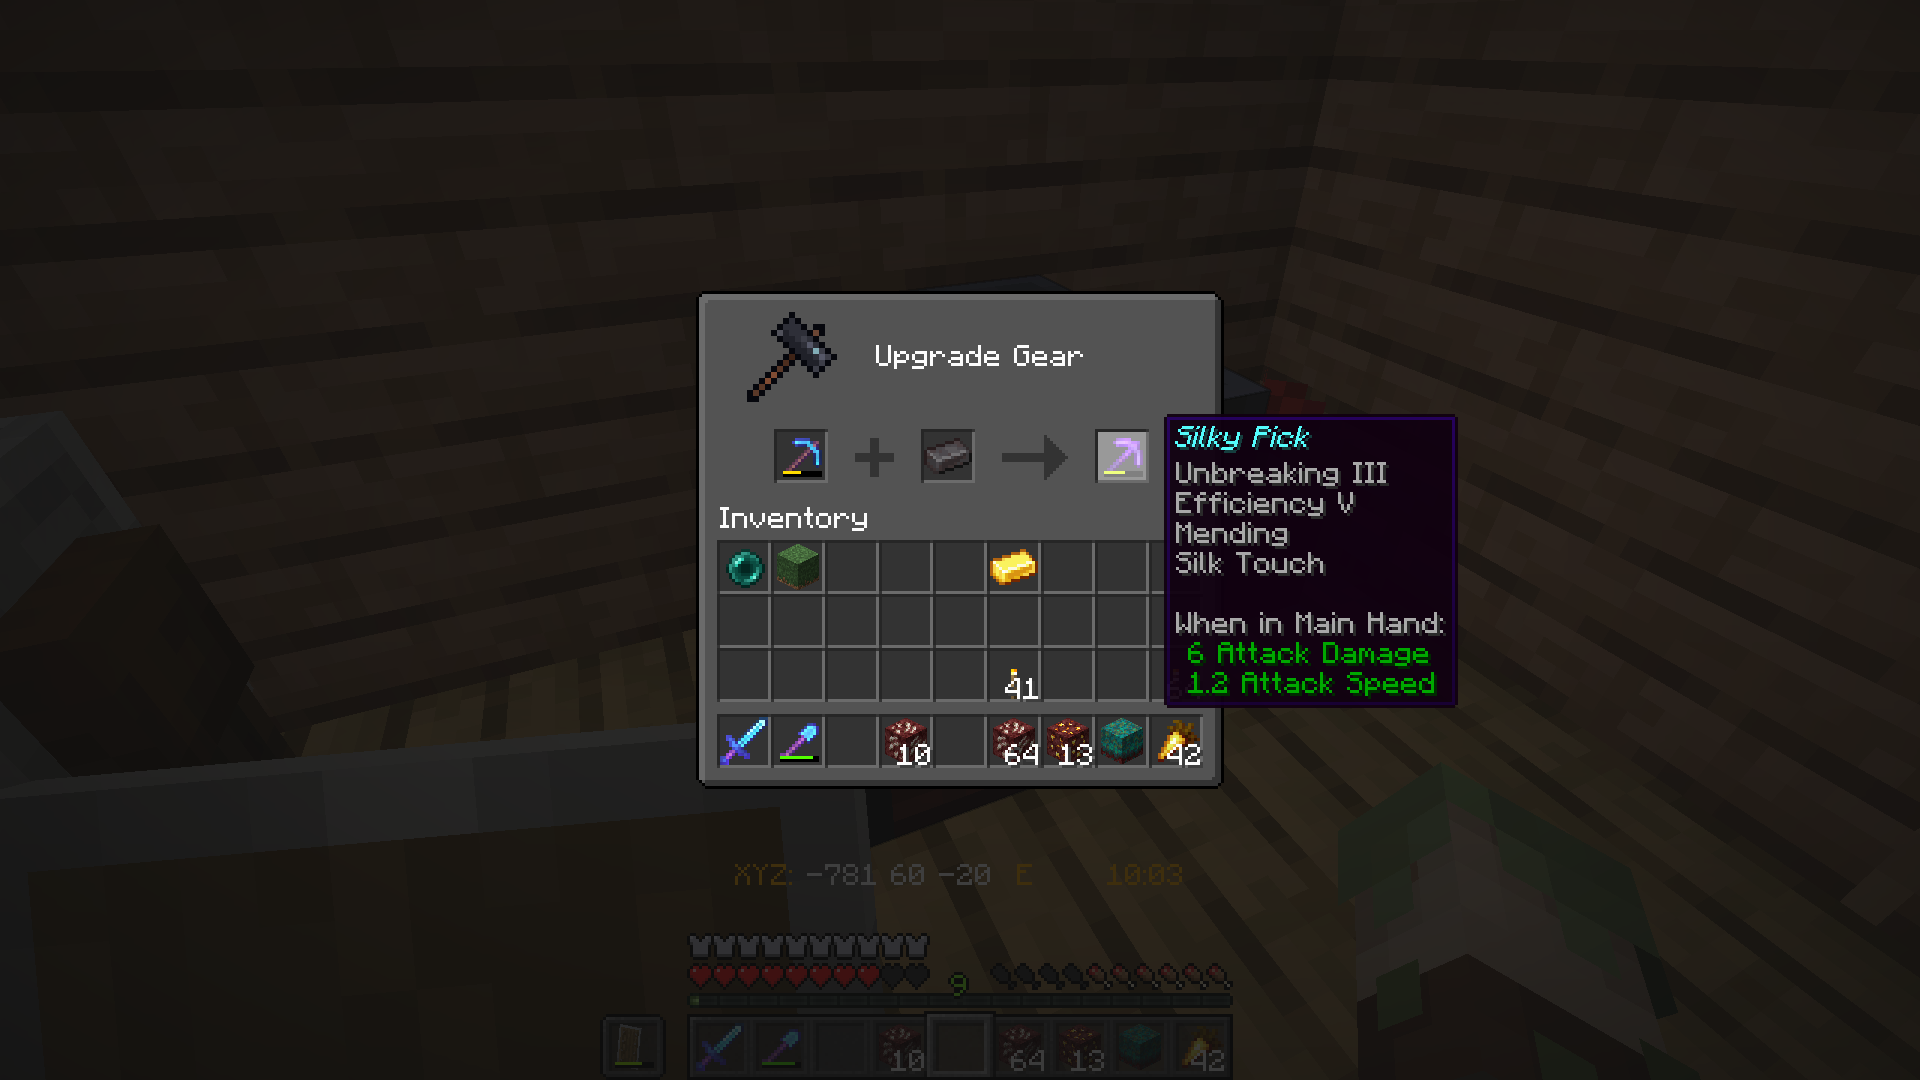 Upgrade Gear
Silky Pick
Unbreaking III
Efficiency V
Mending
Silk Touch
When in Main Hand:
6 Attack Damage
1.2 Attack Speed
Inventory
41
10
64
13
42
XYZ: -781 60 -20 E 10:03
9
10
64
13
42